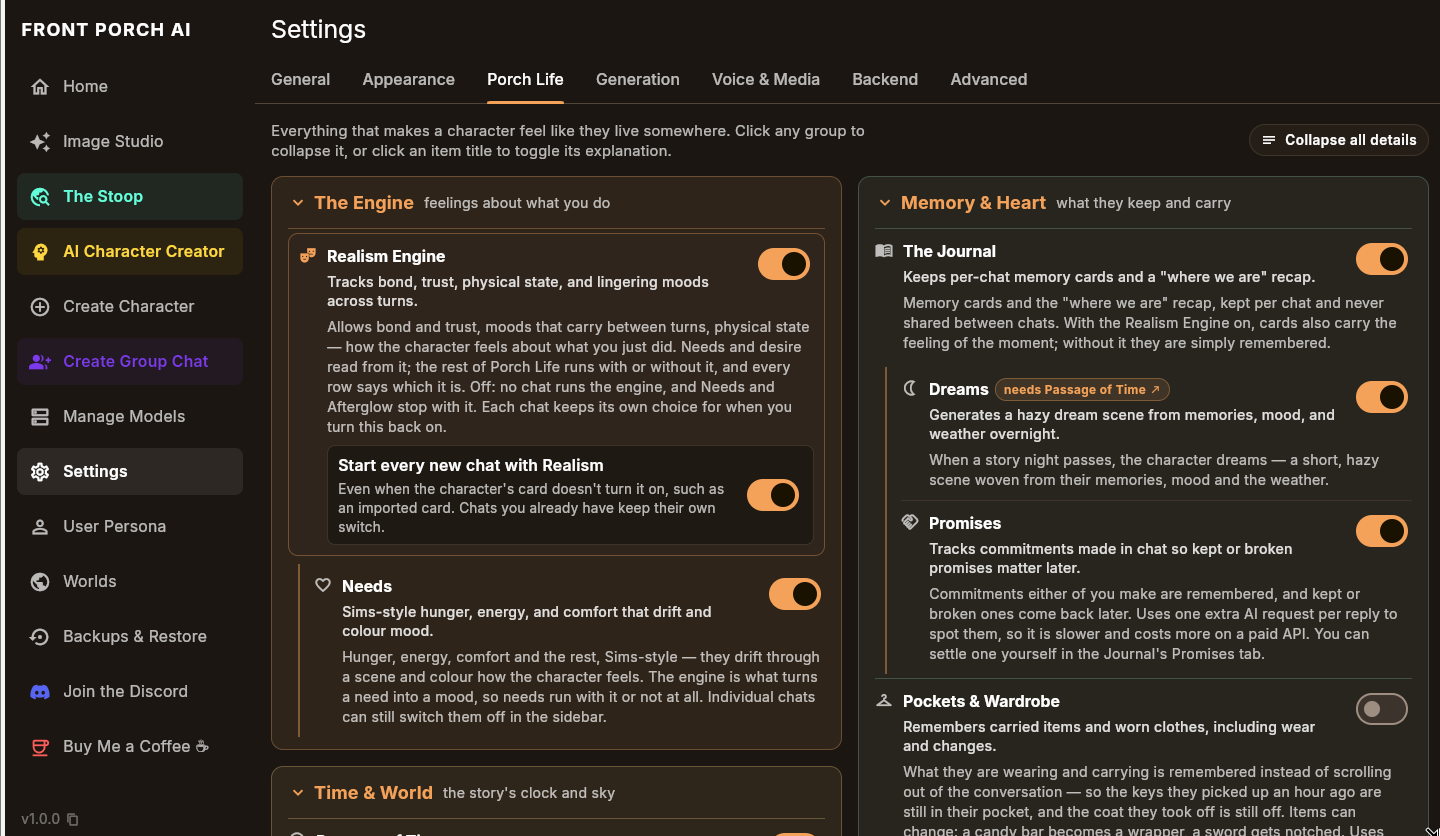 FRONT PORCH AI
Home
Image Studio
The Stoop
AI Character Creator
Create Character
Create Group Chat
Manage Models
Settings
User Persona
Worlds
Backups & Restore
Join the Discord
Buy Me a Coffee ☕
v1.0.0
Settings
General Appearance Porch Life Generation Voice & Media Backend Advanced
Everything that makes a character feel like they live somewhere. Click any group to
collapse it, or click an item title to toggle its explanation.
Collapse all details
The Engine feelings about what you do
Realism Engine
Tracks bond, trust, physical state, and lingering moods
across turns.
Allows bond and trust, moods that carry between turns, physical state
— how the character feels about what you just did. Needs and desire
read from it; the rest of Porch Life runs with or without it, and every
row says which it is. Off: no chat runs the engine, and Needs and
Afterglow stop with it. Each chat keeps its own choice for when you
turn this back on.
Start every new chat with Realism
Even when the character's card doesn't turn it on, such as
an imported card. Chats you already have keep their own
switch.
Needs
Sims-style hunger, energy, and comfort that drift and
colour mood.
Hunger, energy, comfort and the rest, Sims-style — they drift through
a scene and colour how the character feels. The engine is what turns
a need into a mood, so needs run with it or not at all. Individual chats
can still switch them off in the sidebar.
Time & World the story's clock and sky
Memory & Heart what they keep and carry
The Journal
Keeps per-chat memory cards and a "where we are" recap.
Memory cards and the "where we are" recap, kept per chat and never
shared between chats. With the Realism Engine on, cards also carry the
feeling of the moment; without it they are simply remembered.
Dreams needs Passage of Time ↗
Generates a hazy dream scene from memories, mood, and
weather overnight.
When a story night passes, the character dreams — a short, hazy
scene woven from their memories, mood and the weather.
Promises
Tracks commitments made in chat so kept or broken
promises matter later.
Commitments either of you make are remembered, and kept or
broken ones come back later. Uses one extra AI request per reply to
spot them, so it is slower and costs more on a paid API. You can
settle one yourself in the Journal's Promises tab.
Pockets & Wardrobe
Remembers carried items and worn clothes, including wear
and changes.
What they are wearing and carrying is remembered instead of scrolling
out of the conversation — so the keys they picked up an hour ago are
still in their pocket, and the coat they took off is still off. Items can
change: a candy bar becomes a wrapper, a sword gets notched. Uses